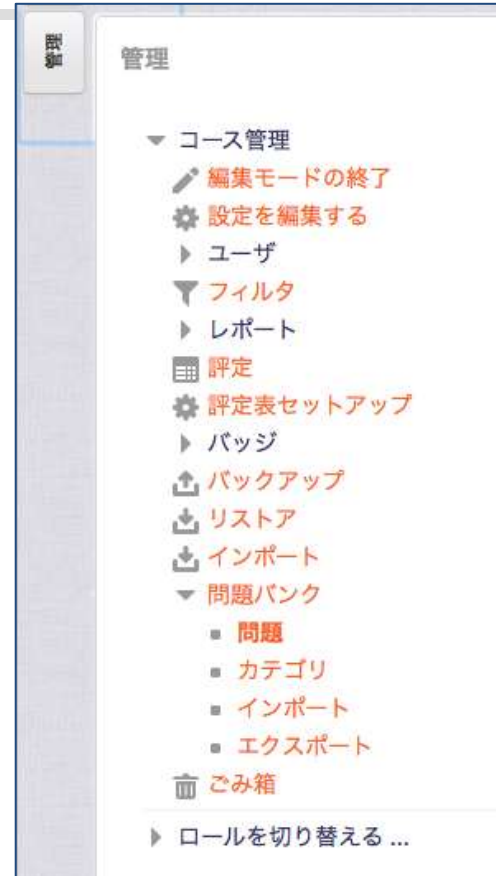 管理
管理
コース管理
編集モードの終了
設定を編集する
ユーザ
フィルタ
レポート
評定
評定表セットアップ
バッジ
バックアップ
リストア
インポート
問題バンク
問題
カテゴリ
インポート
エクスポート
ごみ箱
ロールを切り替える ...